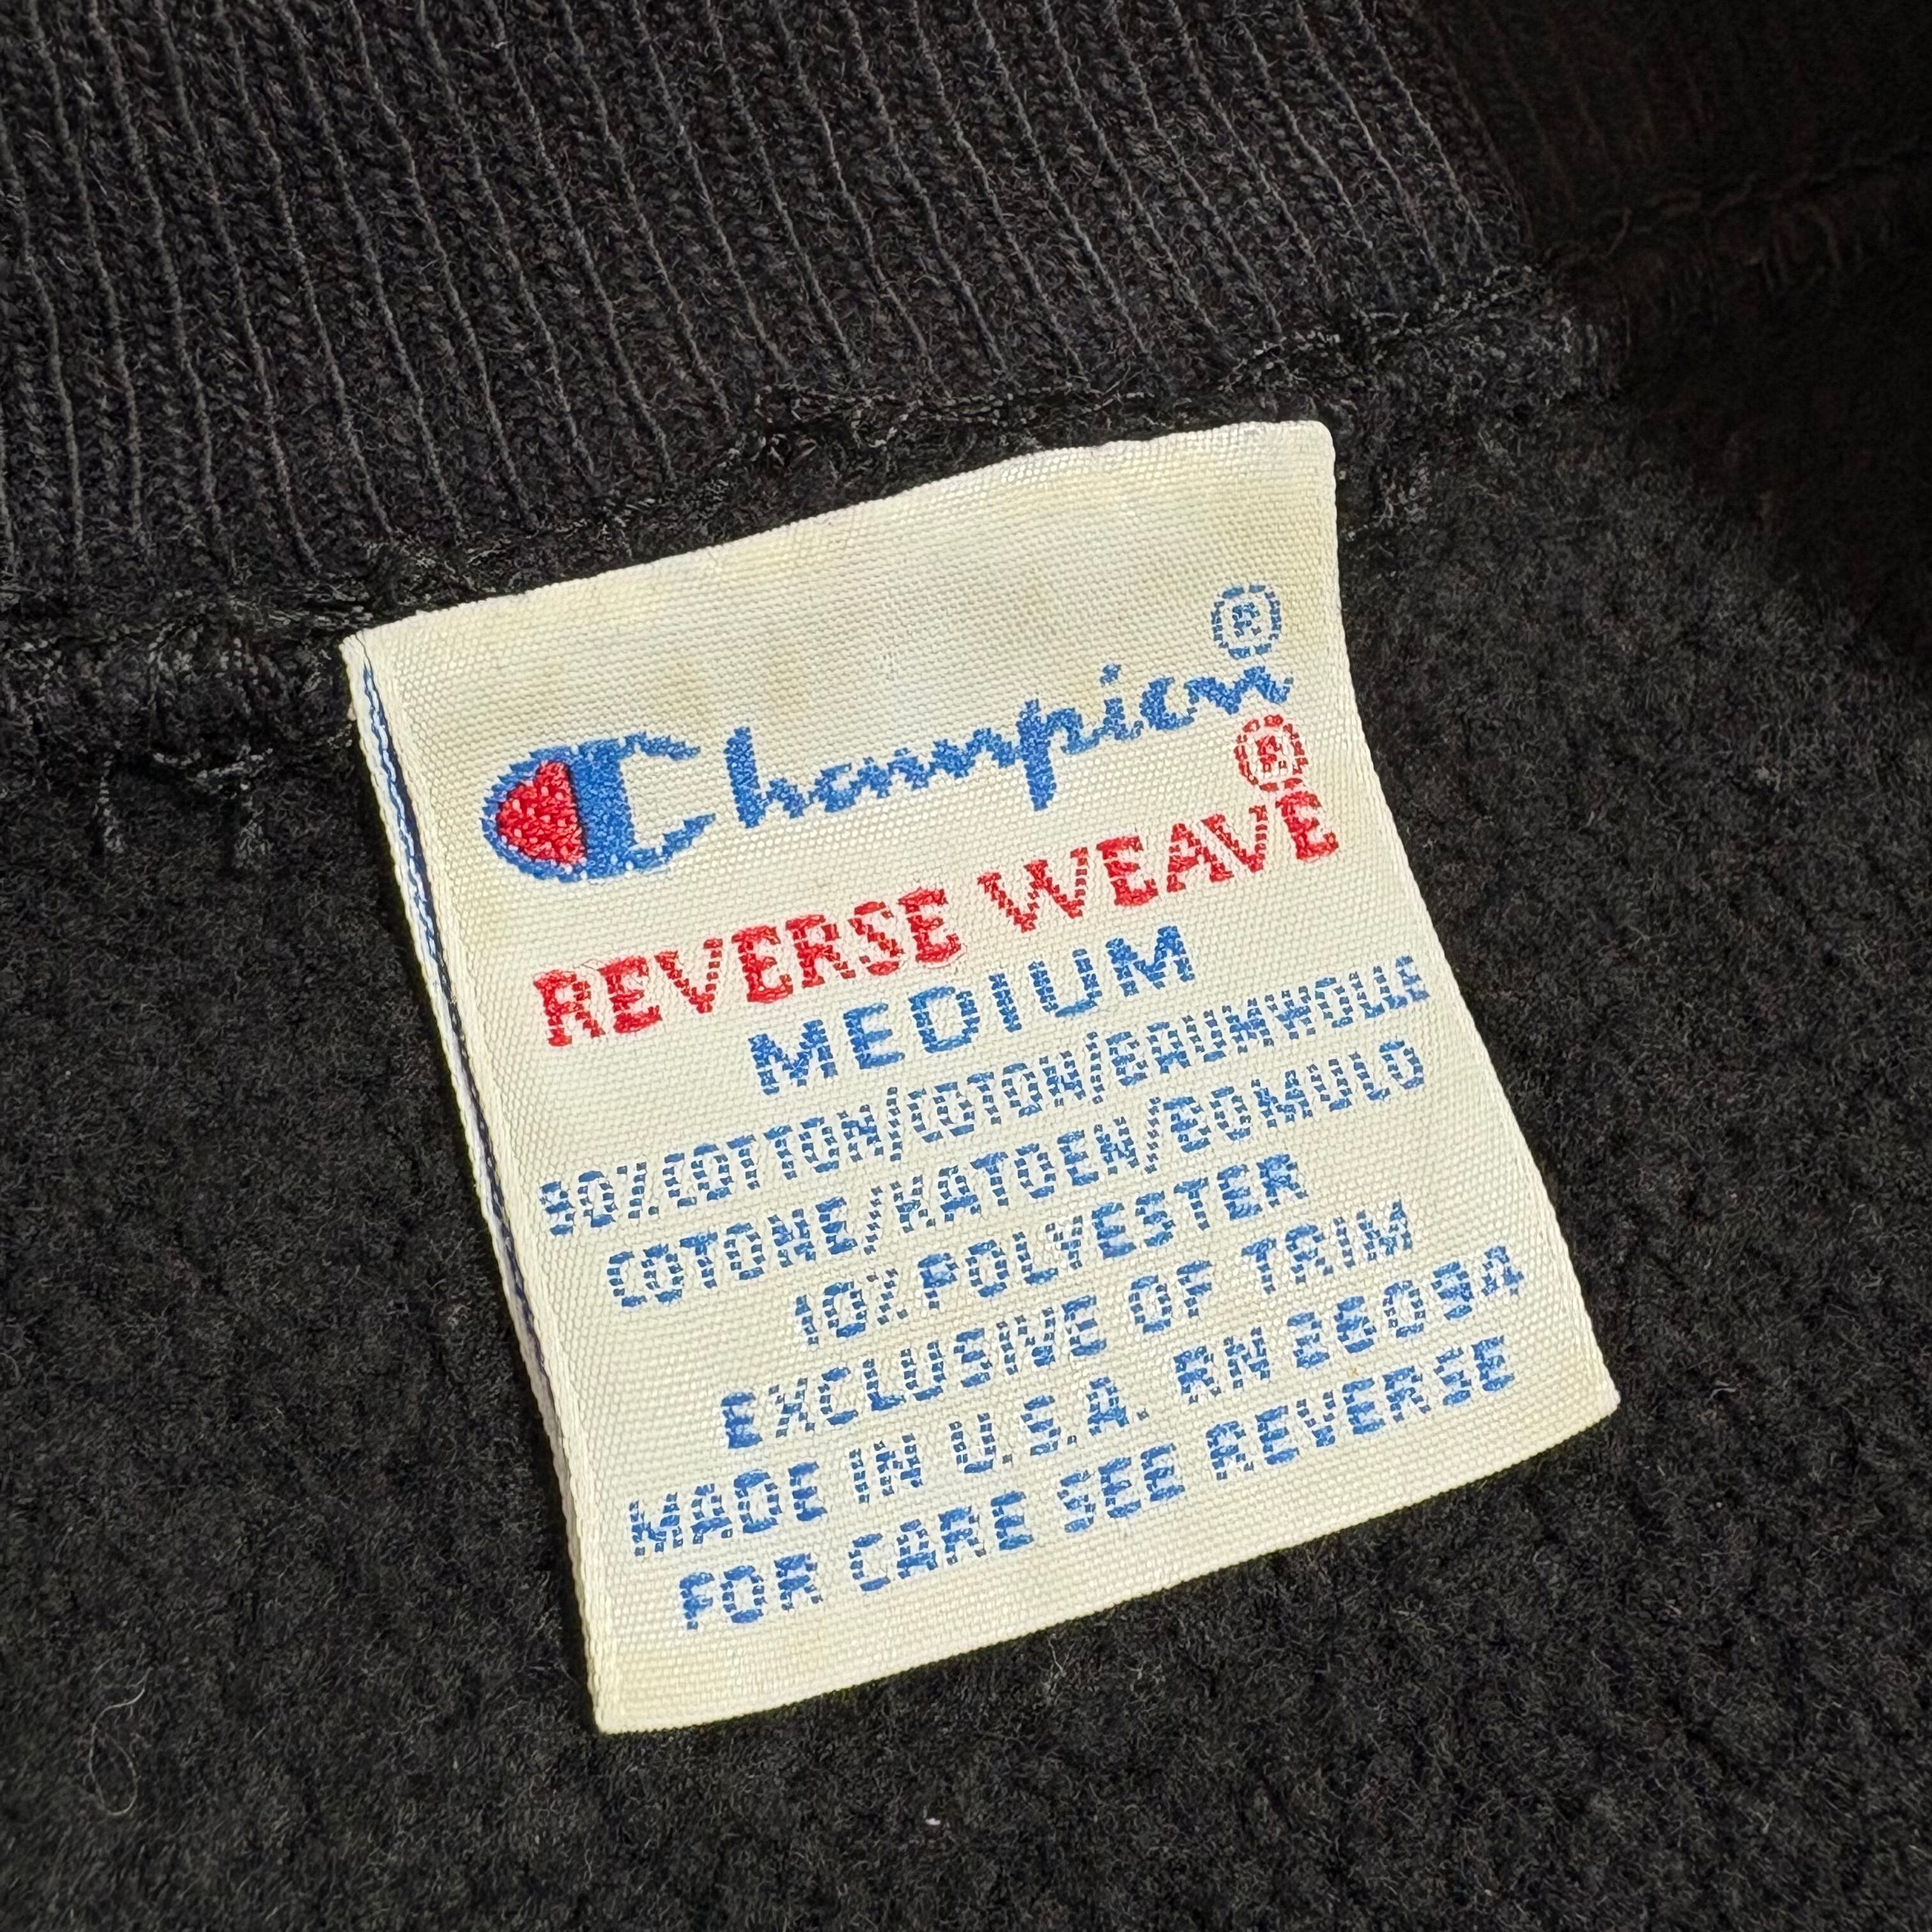 Champion®
REVERSE WEAVE®
MEDIUM
90%COTTON/COTON/BAUMWOLLE
COTONE/KATOEN/BOMULD
10%POLYESTER
EXCLUSIVE OF TRIM
MADE IN U.S.A. RN 26094
FOR CARE SEE REVERSE